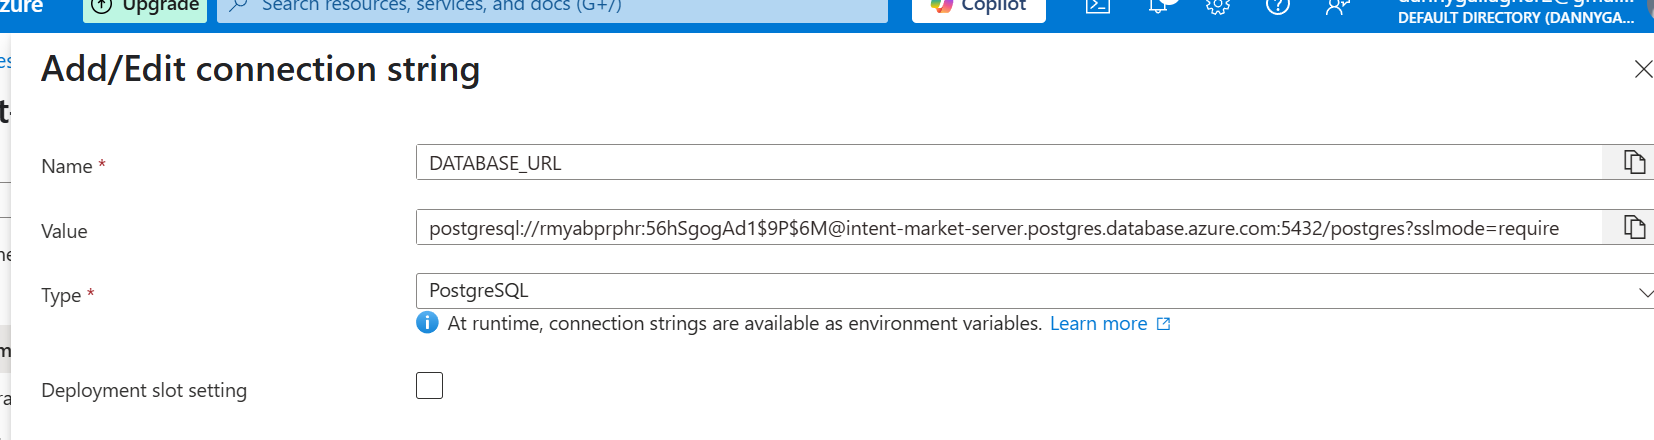 zure Upgrade Search resources, services, and docs (G+/) Copilot
DEFAULT DIRECTORY (DANNYGA...
Add/Edit connection string
Name *
DATABASE_URL
Value
postgresql://rmyabprphr:56hSgogAd1$9P$6M@intent-market-server.postgres.database.azure.com:5432/postgres?sslmode=require
Type *
PostgreSQL
At runtime, connection strings are available as environment variables. Learn more
Deployment slot setting